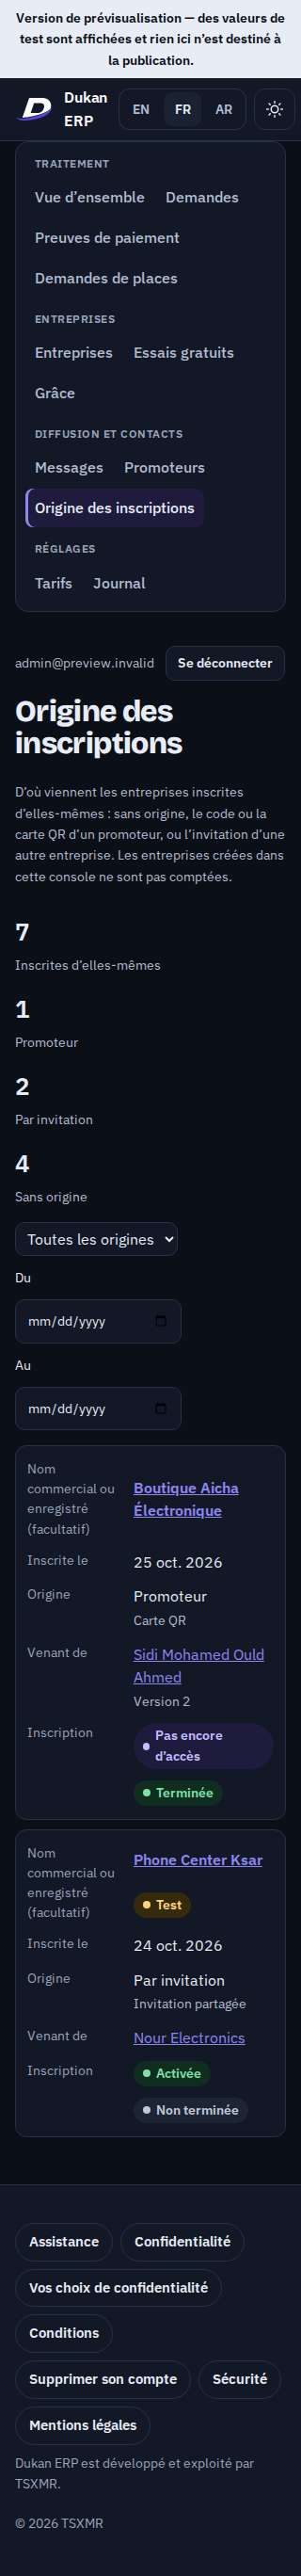 Version de prévisualisation — des valeurs de
test sont affichées et rien ici n’est destiné à
la publication.
Dukan
ERP
EN FR AR
TRAITEMENT
Vue d’ensemble Demandes
Preuves de paiement
Demandes de places
ENTREPRISES
Entreprises Essais gratuits
Grâce
DIFFUSION ET CONTACTS
Messages Promoteurs
Origine des inscriptions
RÉGLAGES
Tarifs Journal
admin@preview.invalid Se déconnecter
Origine des
inscriptions
D’où viennent les entreprises inscrites
d’elles-mêmes : sans origine, le code ou la
carte QR d’un promoteur, ou l’invitation d’une
autre entreprise. Les entreprises créées dans
cette console ne sont pas comptées.
7
Inscrites d’elles-mêmes
1
Promoteur
2
Par invitation
4
Sans origine
Toutes les origines
Du
mm/dd/yyyy
Au
mm/dd/yyyy
Nom
commercial ou
enregistré
(facultatif)
Boutique Aicha
Électronique
Inscrite le 25 oct. 2026
Origine Promoteur
Carte QR
Venant de Sidi Mohamed Ould
Ahmed
Version 2
Inscription Pas encore
d’accès
Terminée
Nom
commercial ou
enregistré
(facultatif)
Phone Center Ksar
Test
Inscrite le 24 oct. 2026
Origine Par invitation
Invitation partagée
Venant de Nour Electronics
Inscription Activée
Non terminée
Assistance Confidentialité
Vos choix de confidentialité
Conditions
Supprimer son compte Sécurité
Mentions légales
Dukan ERP est développé et exploité par
TSXMR.
© 2026 TSXMR